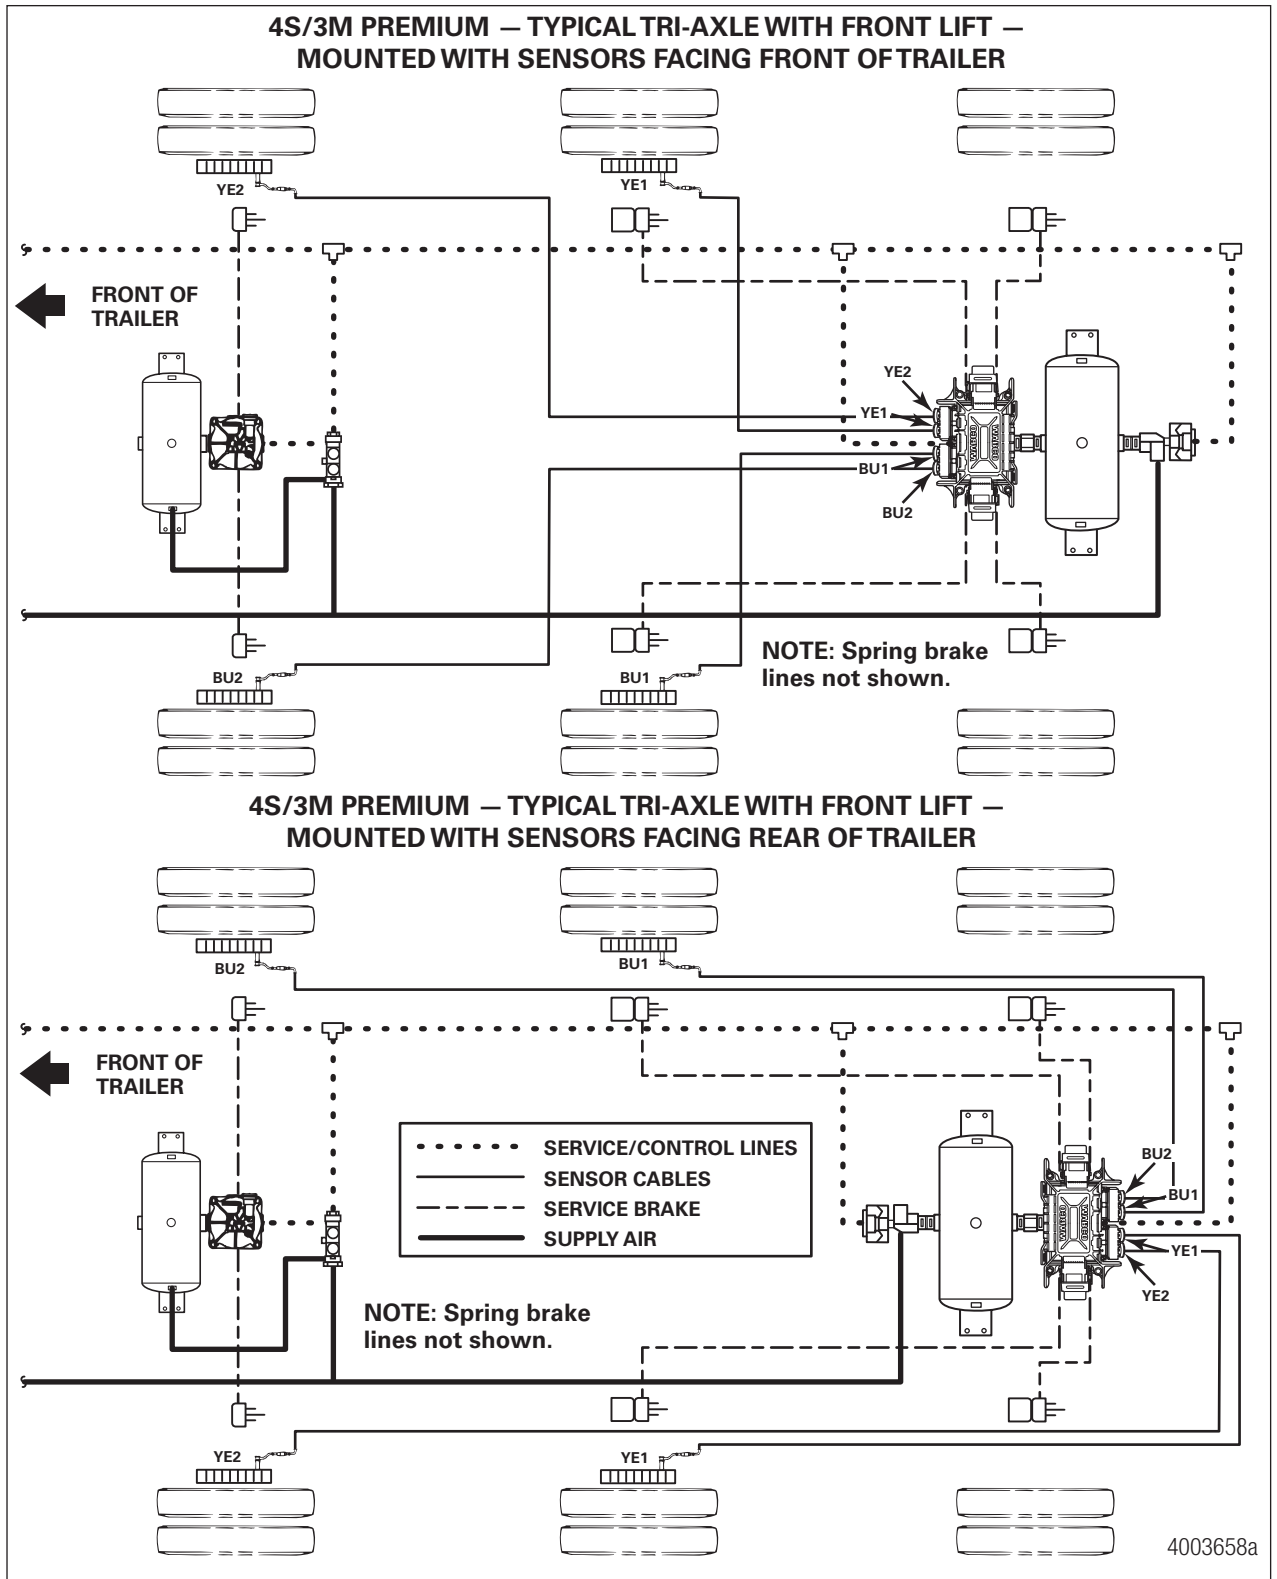 4S/3M PREMIUM — TYPICAL TRI-AXLE WITH FRONT LIFT —
MOUNTED WITH SENSORS FACING FRONT OF TRAILER
YE2
YE1
FRONT OF
TRAILER
YE2
YE1
WABCO
WABCO
BU1
BU2
NOTE: Spring brake
lines not shown.
BU2
BU1
4S/3M PREMIUM — TYPICAL TRI-AXLE WITH FRONT LIFT —
MOUNTED WITH SENSORS FACING REAR OF TRAILER
BU2
BU1
FRONT OF
TRAILER
SERVICE/CONTROL LINES
SENSOR CABLES
SERVICE BRAKE
SUPPLY AIR
BU2
BU1
WABCO
WABCO
YE1
YE2
NOTE: Spring brake
lines not shown.
YE2
YE1
4003658a